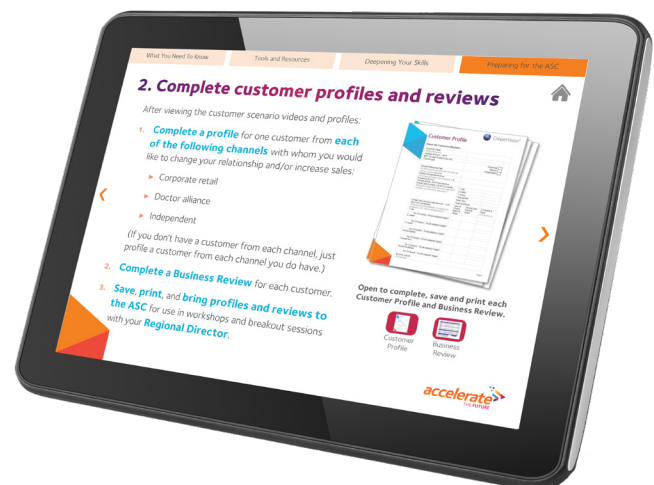 What You Need To Know
Tools and Resources
Deepening Your Skills
Preparing for the ASC
2. Complete customer profiles and reviews
After viewing the customer scenario videos and profiles:
1. Complete a profile for one customer from each
of the following channels with whom you would
like to change your relationship and/or increase sales:
► Corporate retail
► Doctor alliance
► Independent
(If you don't have a customer from each channel, just
profile a customer from each channel you do have.)
2. Complete a Business Review for each customer.
3. Save, print, and bring profiles and reviews to
the ASC for use in workshops and breakout sessions
with your Regional Director.
Customer Profile
CooperVision
Open to complete, save and print each
Customer Profile and Business Review.
Customer
Profile
Business
Review
accelerate
THE FUTURE